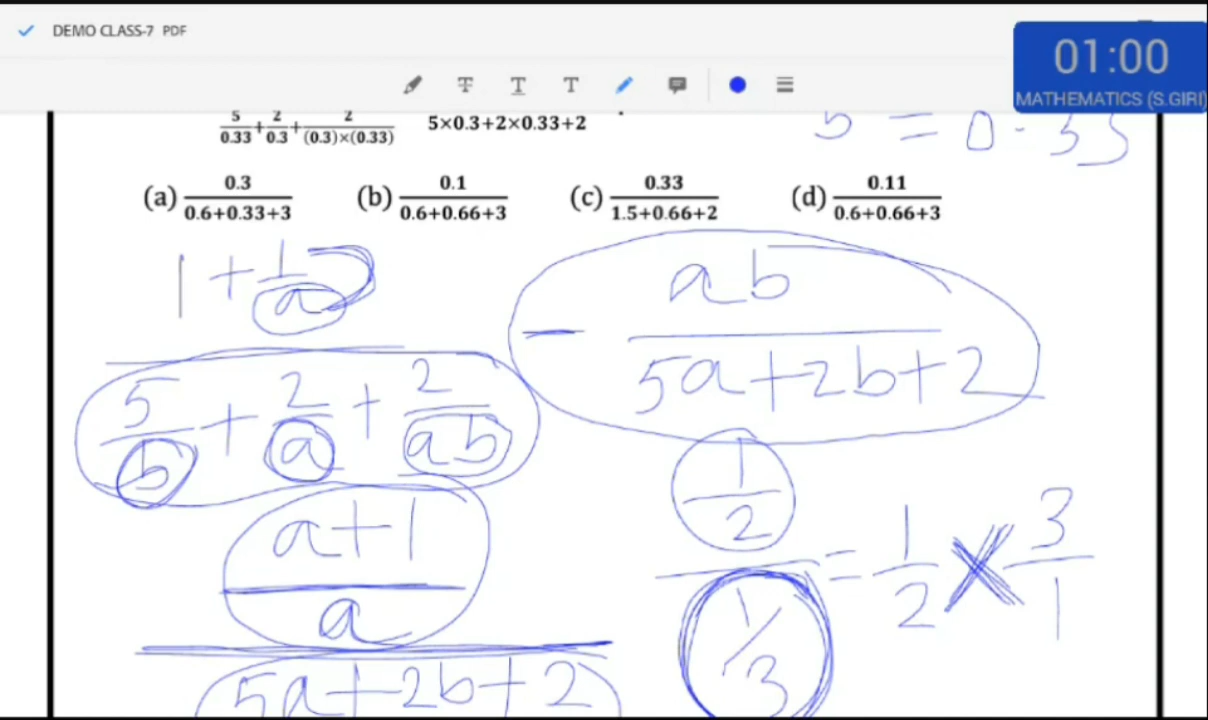 DEMO CLASS-7 PDF
01:00
MATHEMATICS (S.GIRI)
5/0.33 + 2/0.3 + 2/(0.3)×(0.33) 5×0.3+2×0.33+2
= 0.33
(a) 0.3/0.6+0.33+3 (b) 0.1/0.6+0.66+3 (c) 0.33/1.5+0.66+2 (d) 0.11/0.6+0.66+3
1 + 1/a
5/b + 2/a + 2/ab
- ab/5a+2b+2
a+1/a
5a+2b+2
1/2
1/3
= 1/2 × 3/1